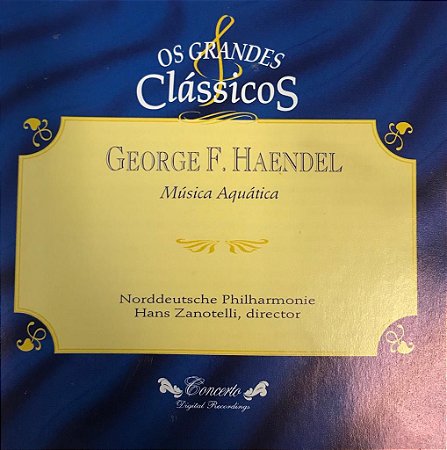 OS GRANDES
Clássicos
GEORGE F. HAENDEL
Música Aquática
Norddeutsche Philharmonie
Hans Zanotelli, director
Concerto
Digital Recordings